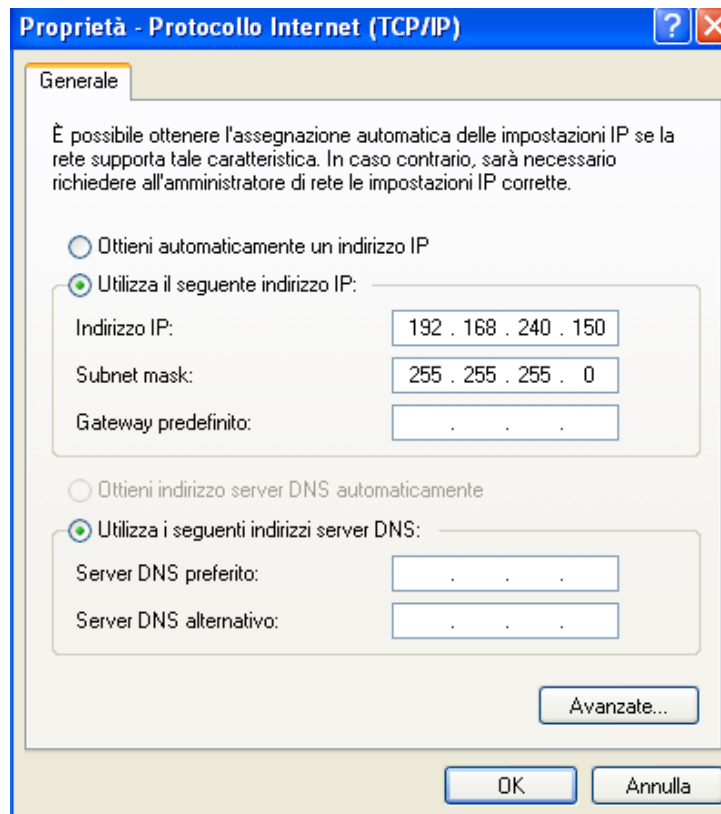 Proprietà - Protocollo Internet (TCP/IP)
Generale
È possibile ottenere l'assegnazione automatica delle impostazioni IP se la
rete supporta tale caratteristica. In caso contrario, sarà necessario
richiedere all'amministratore di rete le impostazioni IP corrette.
Ottieni automaticamente un indirizzo IP
Utilizza il seguente indirizzo IP:
Indirizzo IP: 192 . 168 . 240 . 150
Subnet mask: 255 . 255 . 255 . 0
Gateway predefinito: . . .
Ottieni indirizzo server DNS automaticamente
Utilizza i seguenti indirizzi server DNS:
Server DNS preferito: . . .
Server DNS alternativo: . . .
Avanzate...
OK Annulla